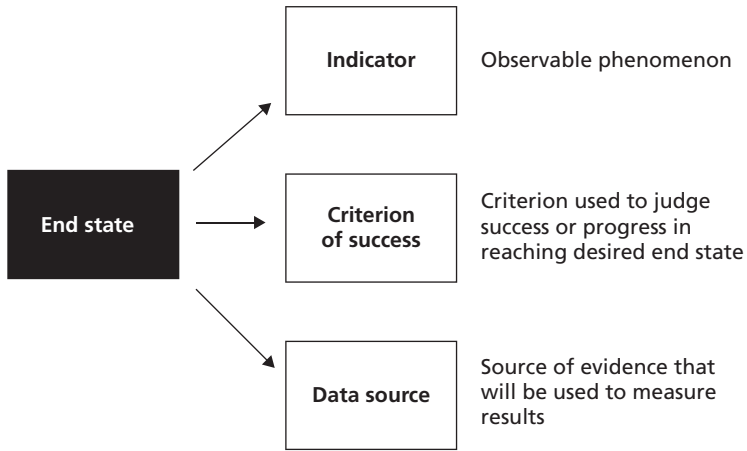 Indicator
Observable phenomenon
End state
Criterion
of success
Criterion used to judge
success or progress in
reaching desired end state
Data source
Source of evidence that
will be used to measure
results